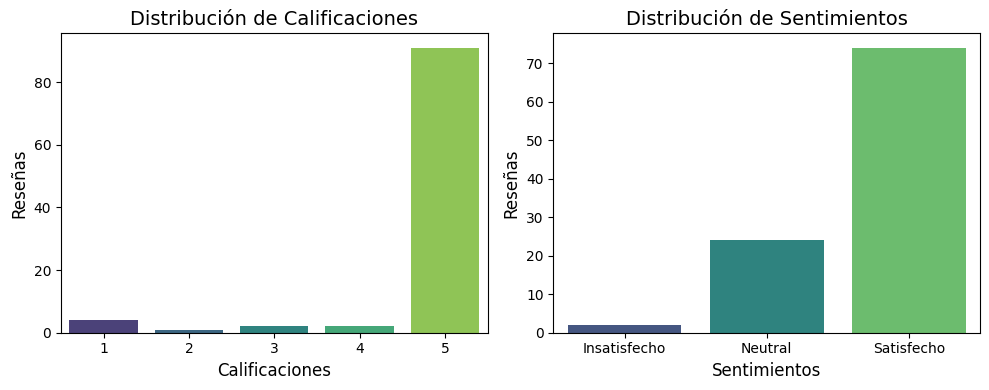 Distribución de Calificaciones
80
60
40
20
0
Reseñas
1 2 3 4 5
Calificaciones
Distribución de Sentimientos
70
60
50
40
30
20
10
0
Reseñas
Insatisfecho Neutral Satisfecho
Sentimientos